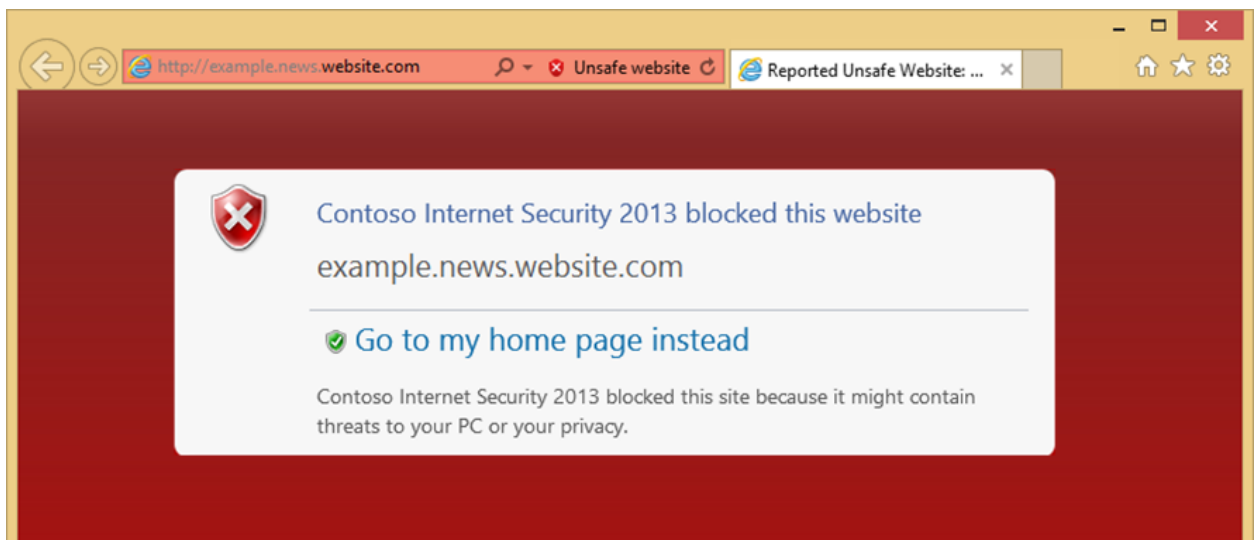 http://example.news.website.com Unsafe website Reported Unsafe Website: ...
Contoso Internet Security 2013 blocked this website
example.news.website.com
Go to my home page instead
Contoso Internet Security 2013 blocked this site because it might contain
threats to your PC or your privacy.